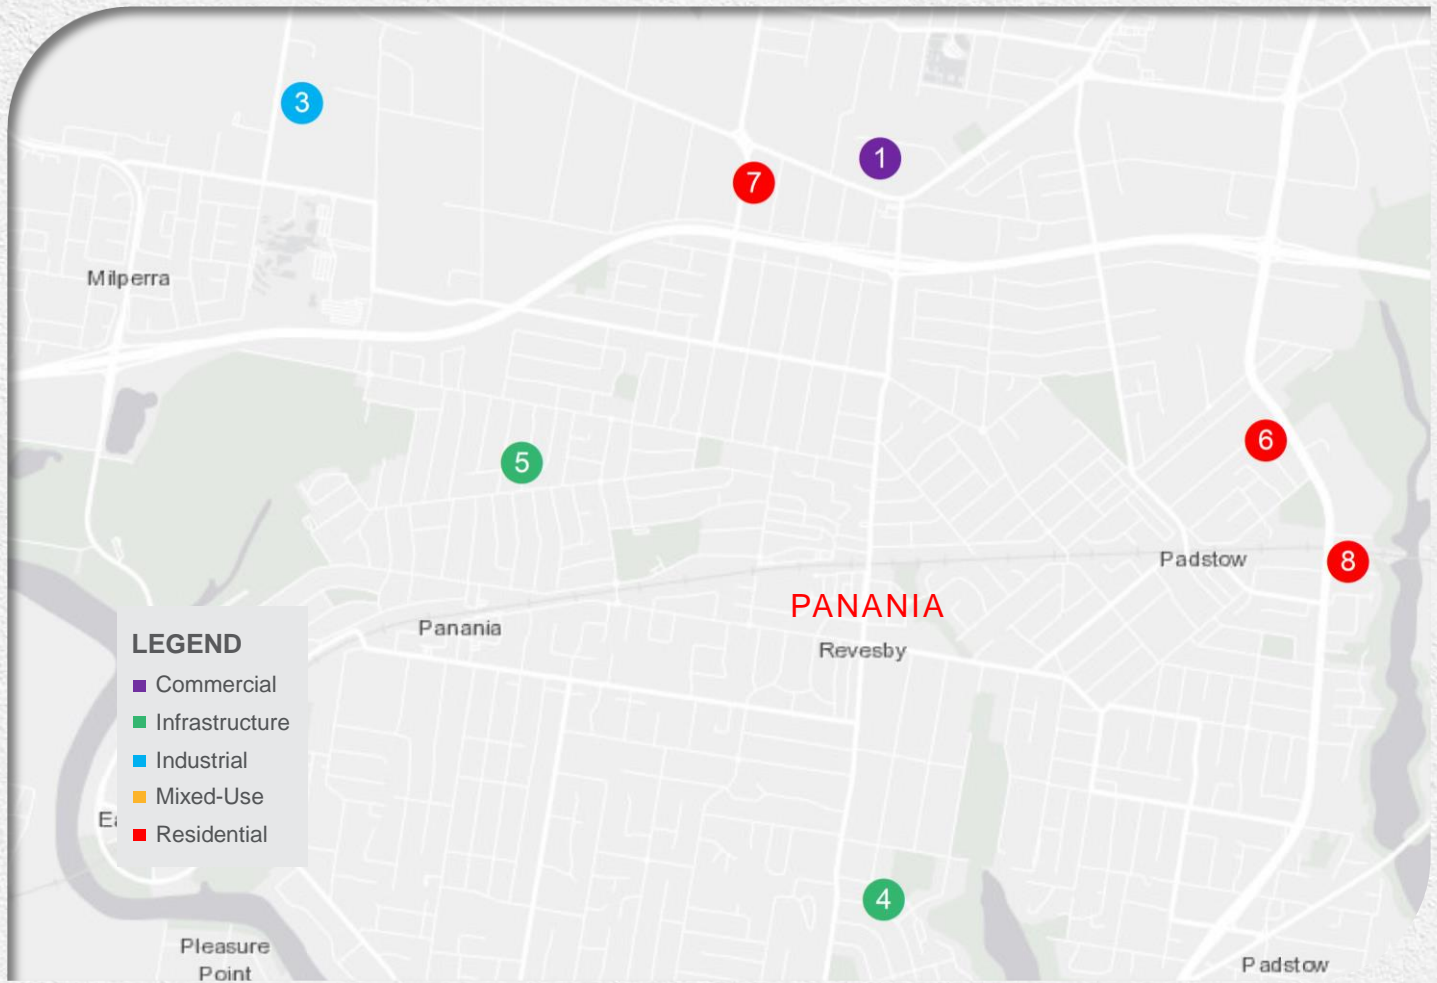 3
1
7
Milperra
6
5
Padstow
8
PANANIA
Panania
Revesby
LEGEND
Commercial
Infrastructure
Industrial
Mixed-Use
Residential
4
Pleasure
Point
Padstow